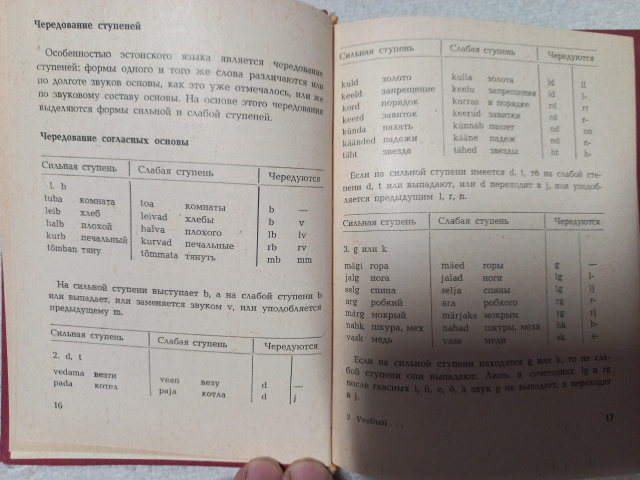 Чередование ступеней
Особенностью эстонского языка является чередование
ступеней: формы одного и того же слова различаются или
по долготе звуков основы, как это уже отмечалось, или же
по звуковому составу основы. На основе этого чередования
выделяются формы сильной и слабой ступеней.
Чередование согласных основы
Сильная ступень Слабая ступень Чередуются
1. b
tuba комната toa комнаты b —
leib хлеб leivad хлебы b v
halb плохой halva плохого lb lv
kurb печальный kurvad печальные rb rv
tõmban тяну tõmmata тянуть mb mm
На сильной ступени выступает b, а на слабой ступени b
или выпадает, или заменяется звуком v, или уподобляется
предыдущему m.
Сильная ступень Слабая ступень Чередуются
2. d, t
vedama везти vean везу d —
pada котел paja котла d j
16
Сильная ступень Слабая ступень Чередуются
kuld золото kulla золота ld ll
keeld запрещение keelu запрещения ld l-
kord порядок korras в порядке rd rr
keerd завиток keerud завитки rd r-
künda пахать künnab пашет nd nn
käänded падежи kääne падеж nd n-
täht звезда tähed звезды ht h-
Если на сильной ступени имеется d, t, то на слабой сту-
пени d, t или выпадают, или d переходит в j, или уподоб-
ляется предыдущим l, r, n.
Сильная ступень Слабая ступень Чередуются
3. g или k
mägi гора mäed горы g —
jalg нога jalad ноги lg l-
selg спина selja спины lg lj
arg робкий ara робкого rg r-
märg мокрый märjaks мокрым rg rj
nahk шкура, мех nahad шкуры, меха hk h-
vask медь vase меди sk s-
Если на сильной ступени находятся g или k, то на сла-
бой ступени они выпадают. Лишь в сочетаниях lg и rg
после гласных i, ü, e, õ, ä звук g не выпадает, а переходит
в j.
2 Vestlusi . . . 17